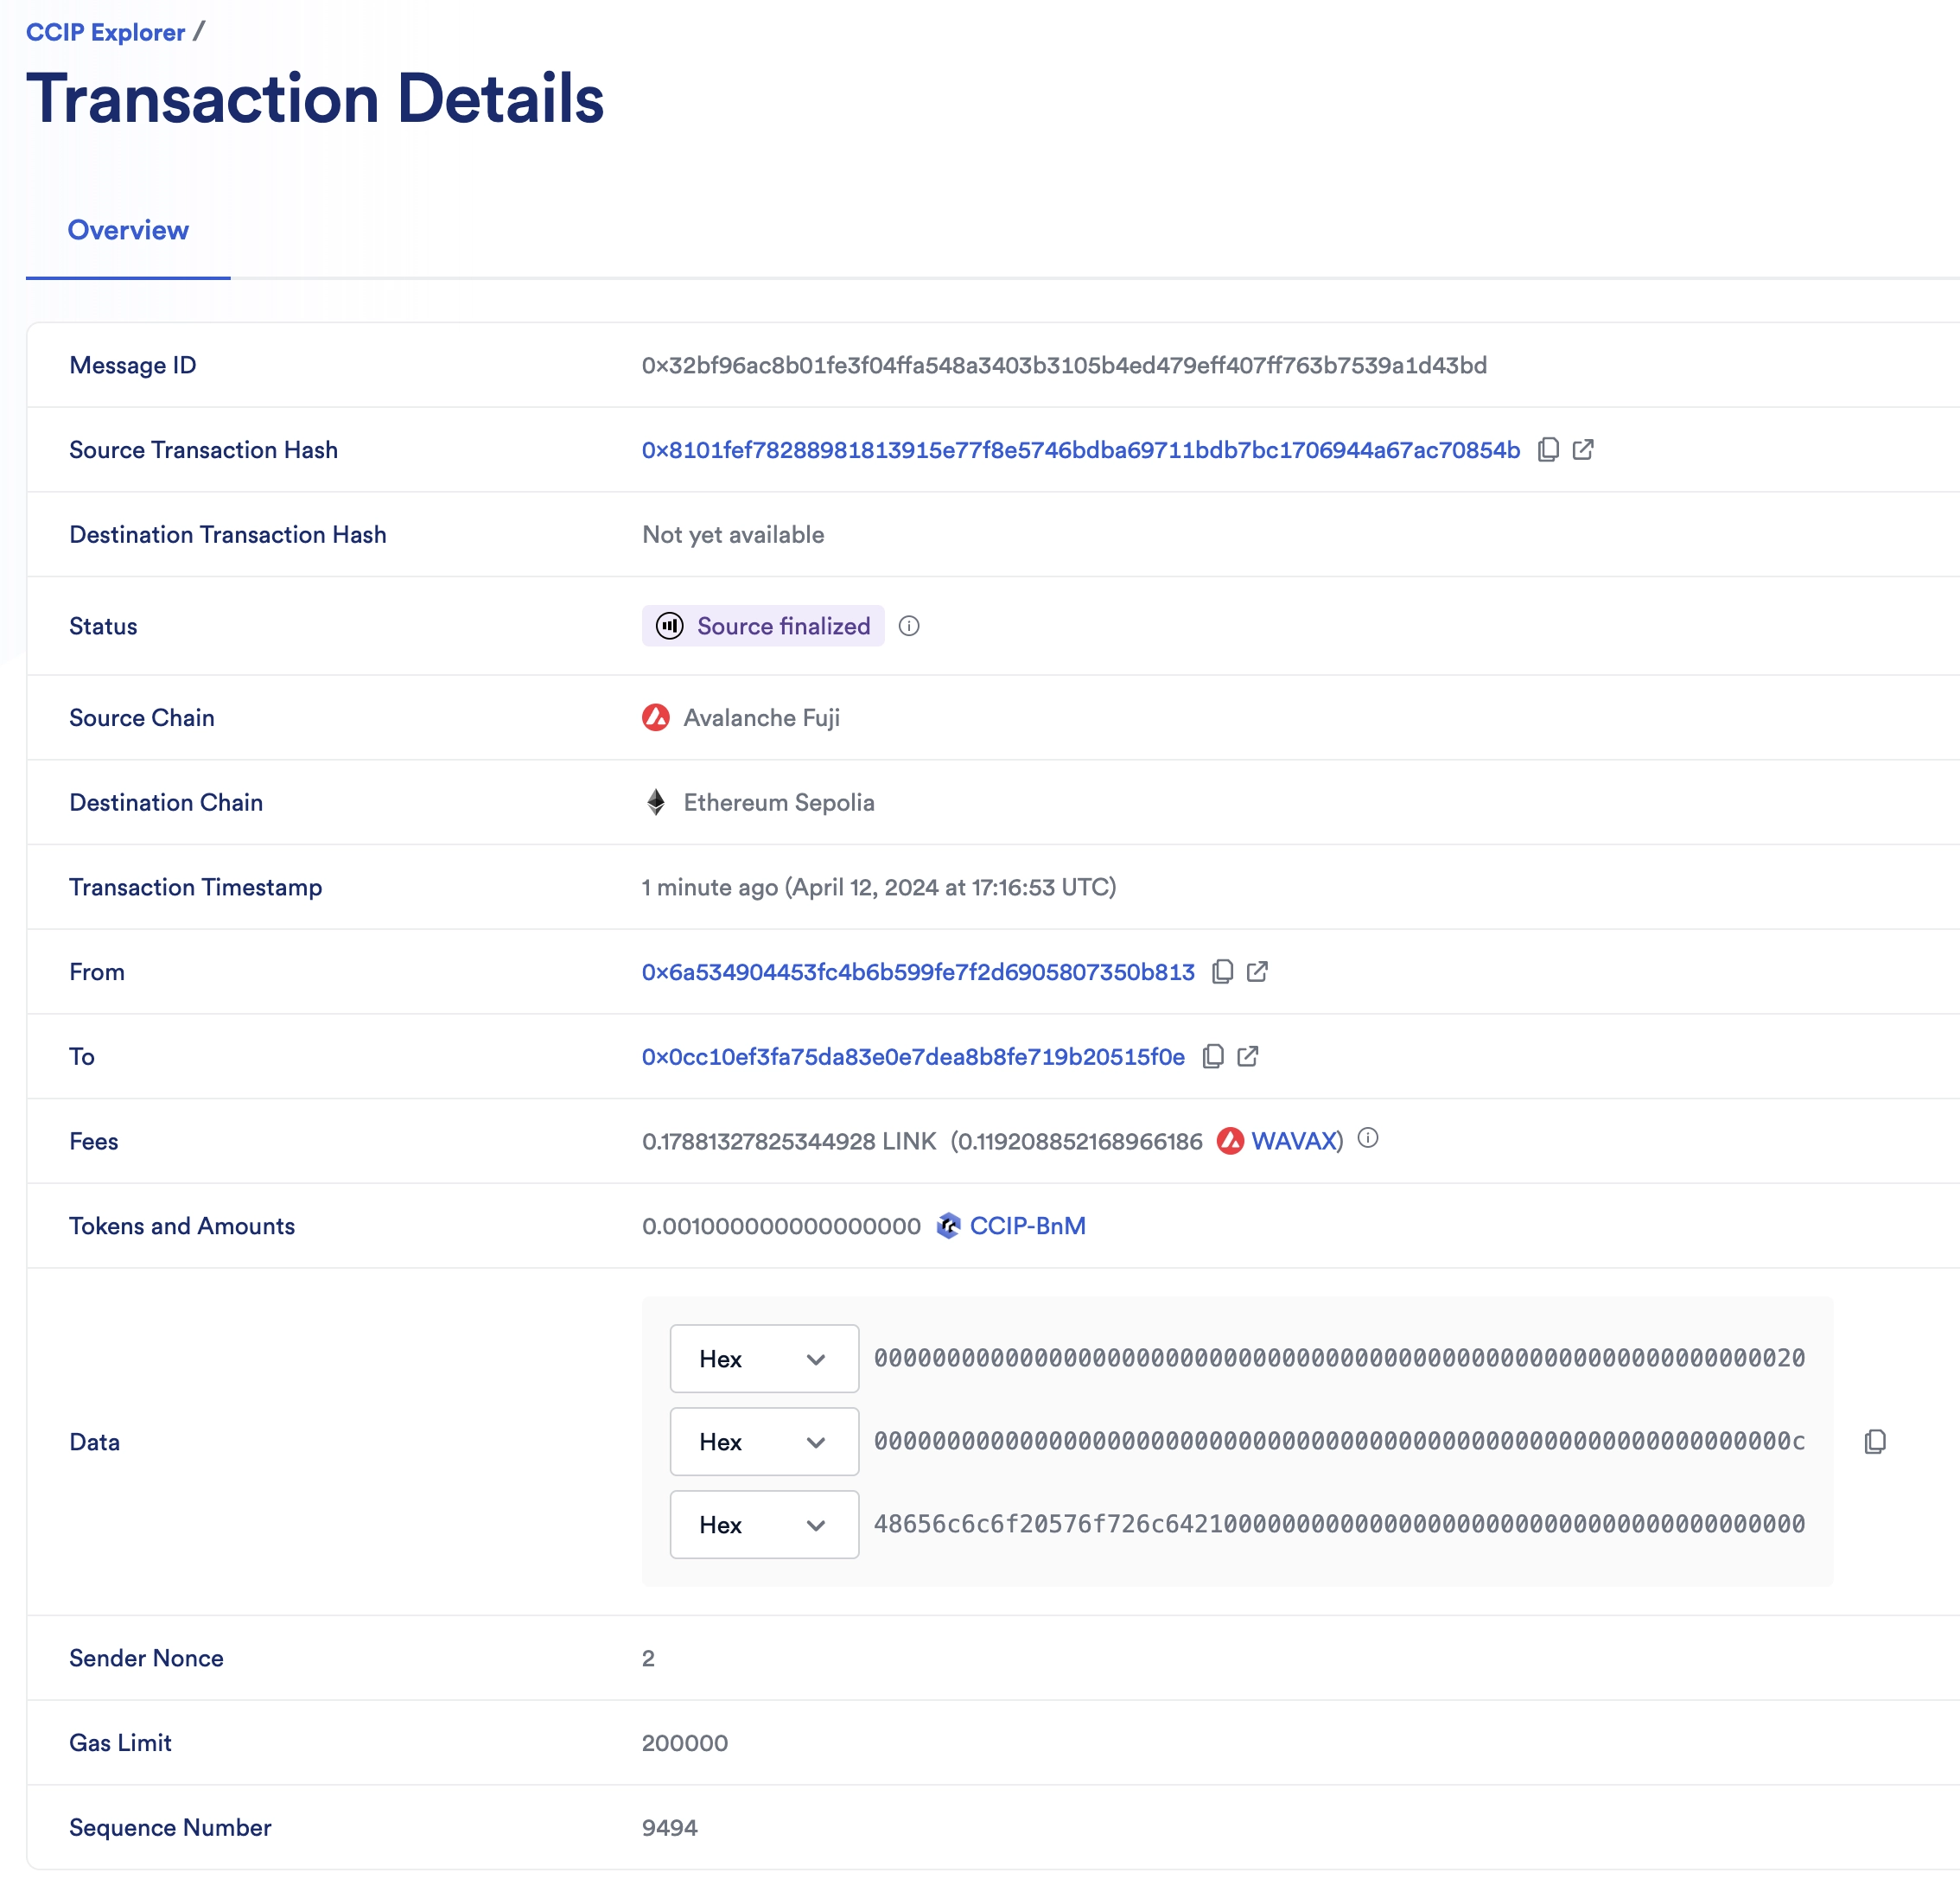 CCIP Explorer /
Transaction Details
Overview
Message ID 0x32bf96ac8b01fe3f04ffa548a3403b3105b4ed479eff407ff763b7539a1d43bd
Source Transaction Hash 0x8101fef78288981813915e77f8e5746bdba69711bdb7bc1706944a67ac70854b
Destination Transaction Hash Not yet available
Status Source finalized
Source Chain Avalanche Fuji
Destination Chain Ethereum Sepolia
Transaction Timestamp 1 minute ago (April 12, 2024 at 17:16:53 UTC)
From 0x6a534904453fc4b6b599fe7f2d6905807350b813
To 0x0cc10ef3fa75da83e0e7dea8b8fe719b20515f0e
Fees 0.17881327825344928 LINK (0.119208852168966186 WAVAX)
Tokens and Amounts 0.001000000000000000 CCIP-BnM
Data
Hex 0000000000000000000000000000000000000000000000000000000000000020
Hex 000000000000000000000000000000000000000000000000000000000000000c
Hex 48656c6c6f20576f726c64210000000000000000000000000000000000000000
Sender Nonce 2
Gas Limit 200000
Sequence Number 9494